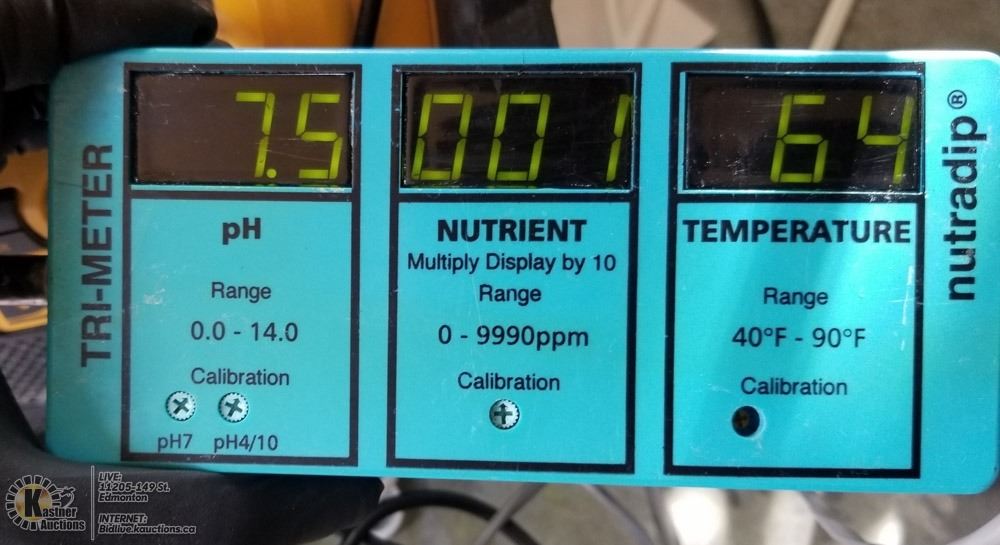 TRI-METER
7.5
pH
Range
0.0 - 14.0
Calibration
pH7 pH4/10
001
NUTRIENT
Multiply Display by 10
Range
0 - 9990ppm
Calibration
64
TEMPERATURE
Range
40°F - 90°F
Calibration
nutradip®
Kastner
Auctions
LIVE:
11205-149 St.
Edmonton
INTERNET:
Bidlive.kauctions.ca